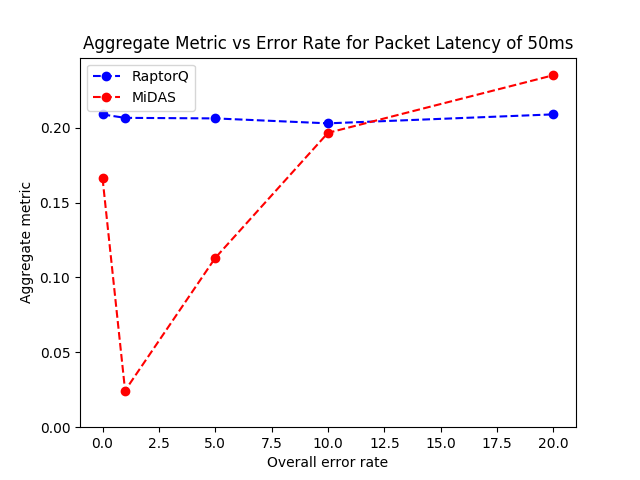 Aggregate Metric vs Error Rate for Packet Latency of 50ms
RaptorQ
MiDAS
0.20
0.15
0.10
0.05
0.00
Aggregate metric
0.0 2.5 5.0 7.5 10.0 12.5 15.0 17.5 20.0
Overall error rate